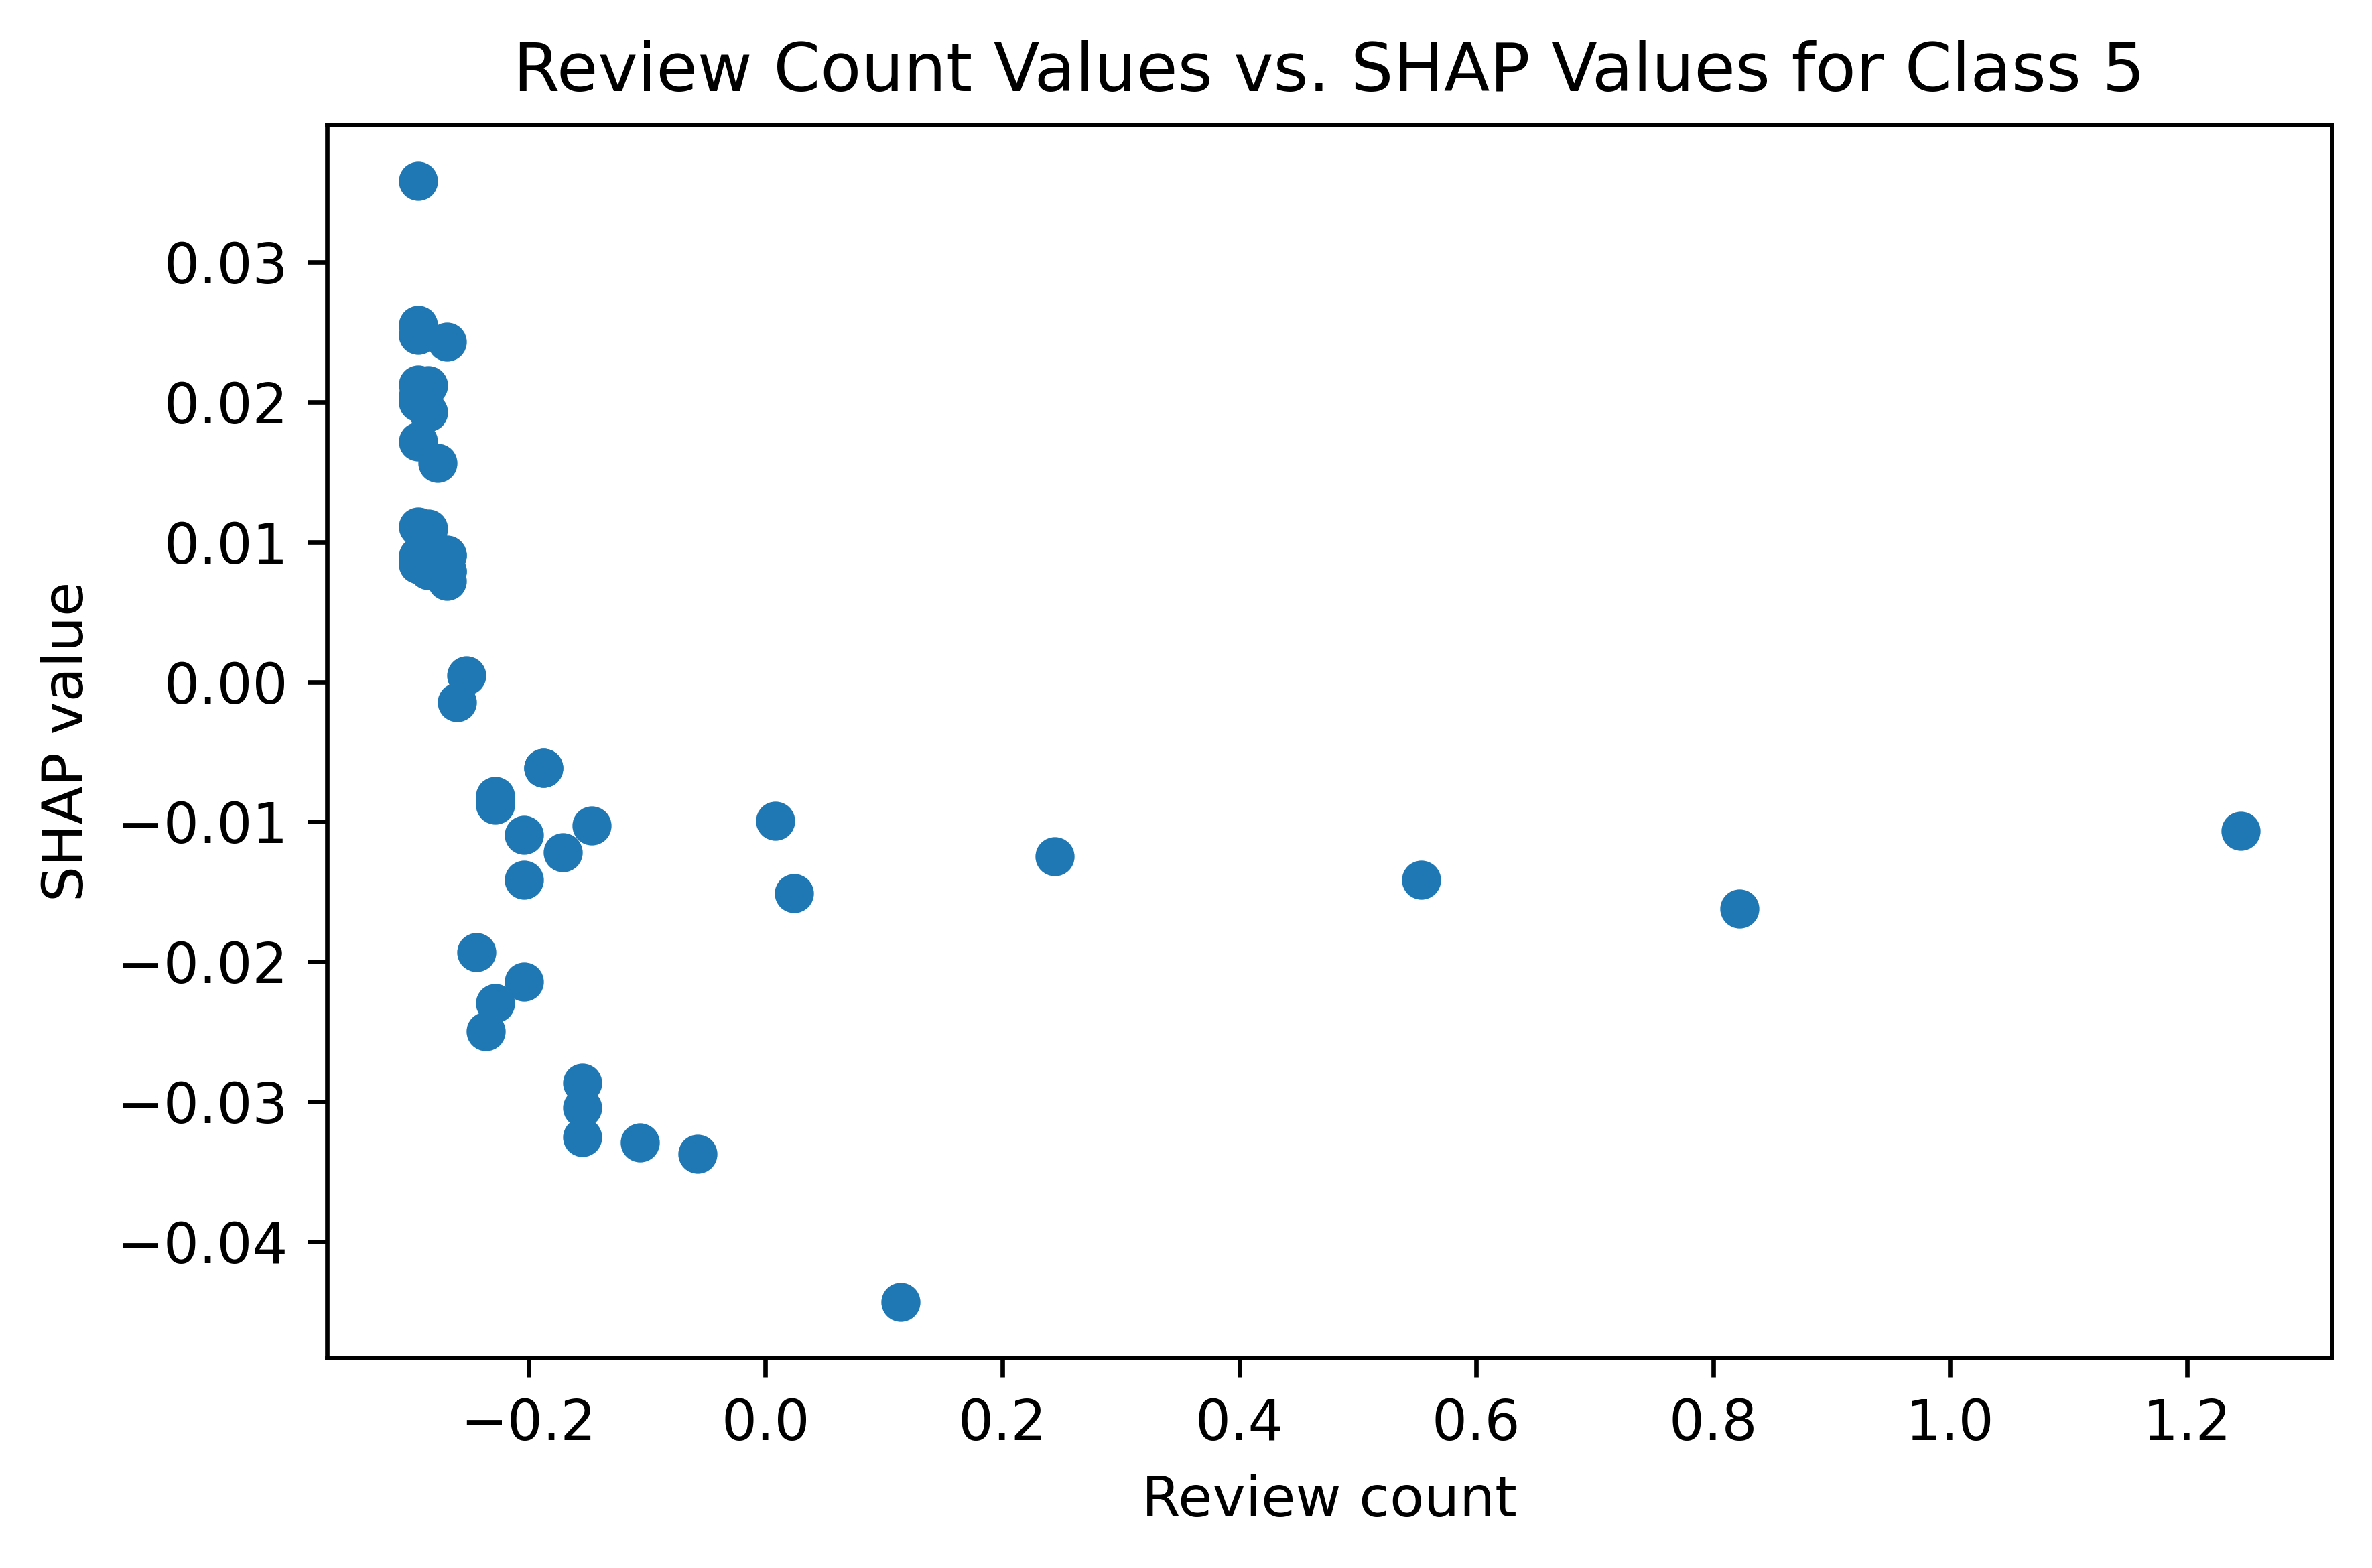 Review Count Values vs. SHAP Values for Class 5
0.03
0.02
0.01
0.00
−0.01
−0.02
−0.03
−0.04
SHAP value
−0.2 0.0 0.2 0.4 0.6 0.8 1.0 1.2
Review count